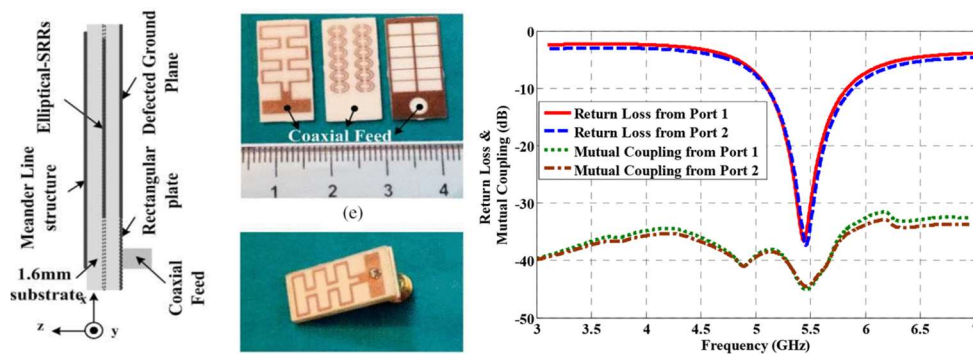 Meander Line
structure
Elliptical-SRRs
Defected Ground
Plane
Rectangular
plate
1.6mm
substrate
x
z
y
Coaxial
Feed
Coaxial Feed
1 2 3 4
(e)
Return Loss &
Mutual Coupling (dB)
0
-10
-20
-30
-40
-50
Return Loss from Port 1
Return Loss from Port 2
Mutual Coupling from Port 1
Mutual Coupling from Port 2
3 3.5 4 4.5 5 5.5 6 6.5
Frequency (GHz)